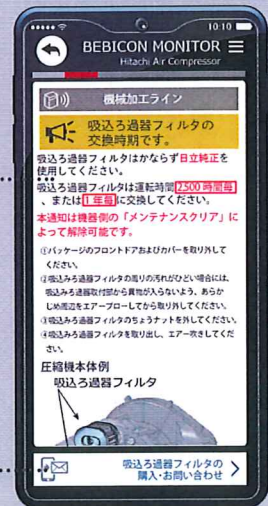 10:10
BEBICON MONITOR
Hitachi Air Compressor
機械加工ライン
吸込ろ過器フィルタの
交換時期です。
吸込ろ過器フィルタはかならず日立純正を
使用してください。
吸込ろ過器フィルタは運転時間2500 時間毎
、または1 年毎に交換してください。
本通知は機器側の「メンテナンスクリア」に
よって解除可能です。
①パッケージのフロントドアおよびカバーを取り外して
ください。
②吸込みろ過器フィルタの周りの汚れがひどい場合には、
吸込みろ過器取付部から異物が入らないよう、あらか
じめ周辺をエアーブローしてから取り外してください。
③吸込みろ過器フィルタのちょうナットを外してください。
④吸込みろ過器フィルタを取り出し、エアー吹きしてくだ
さい。
圧縮機本体例
吸込ろ過器フィルタ
吸込ろ過器フィルタの
購入・お問い合わせ